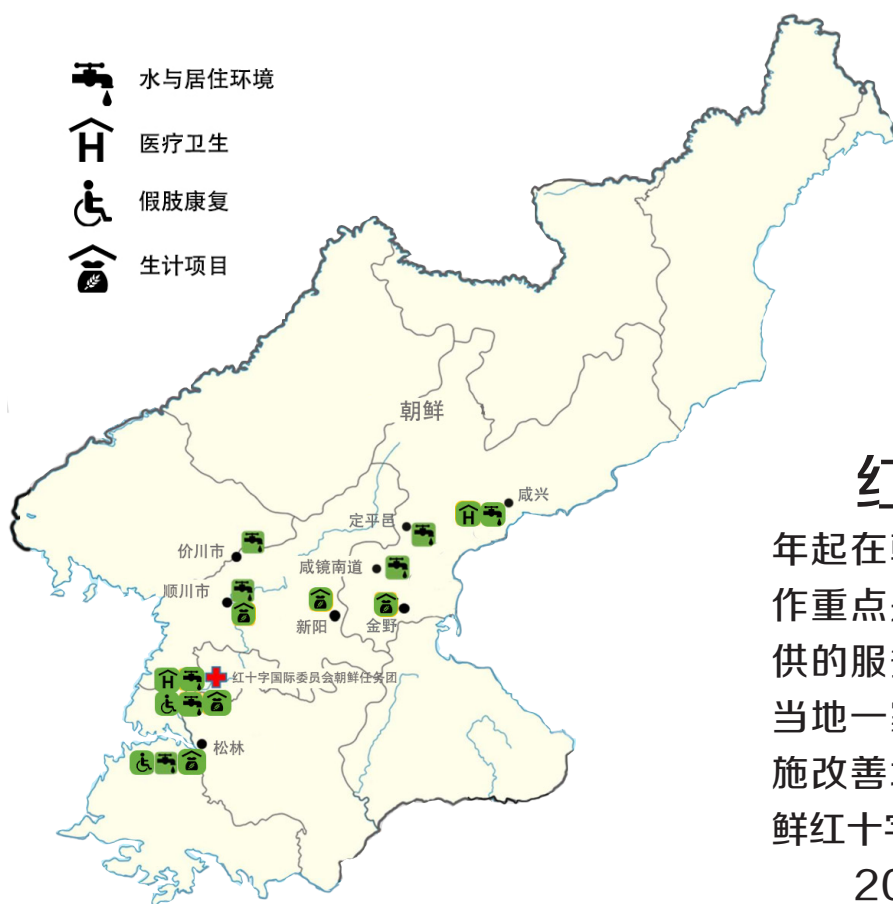 水与居住环境
医疗卫生
假肢康复
生计项目
朝鲜
咸兴
定平邑
价川市
咸镜南道
顺川市
新阳
金野
红十字国际委员会朝鲜任务团
松林
红
年起在
作重点
供的服
当地一
施改善
鲜红十字
20